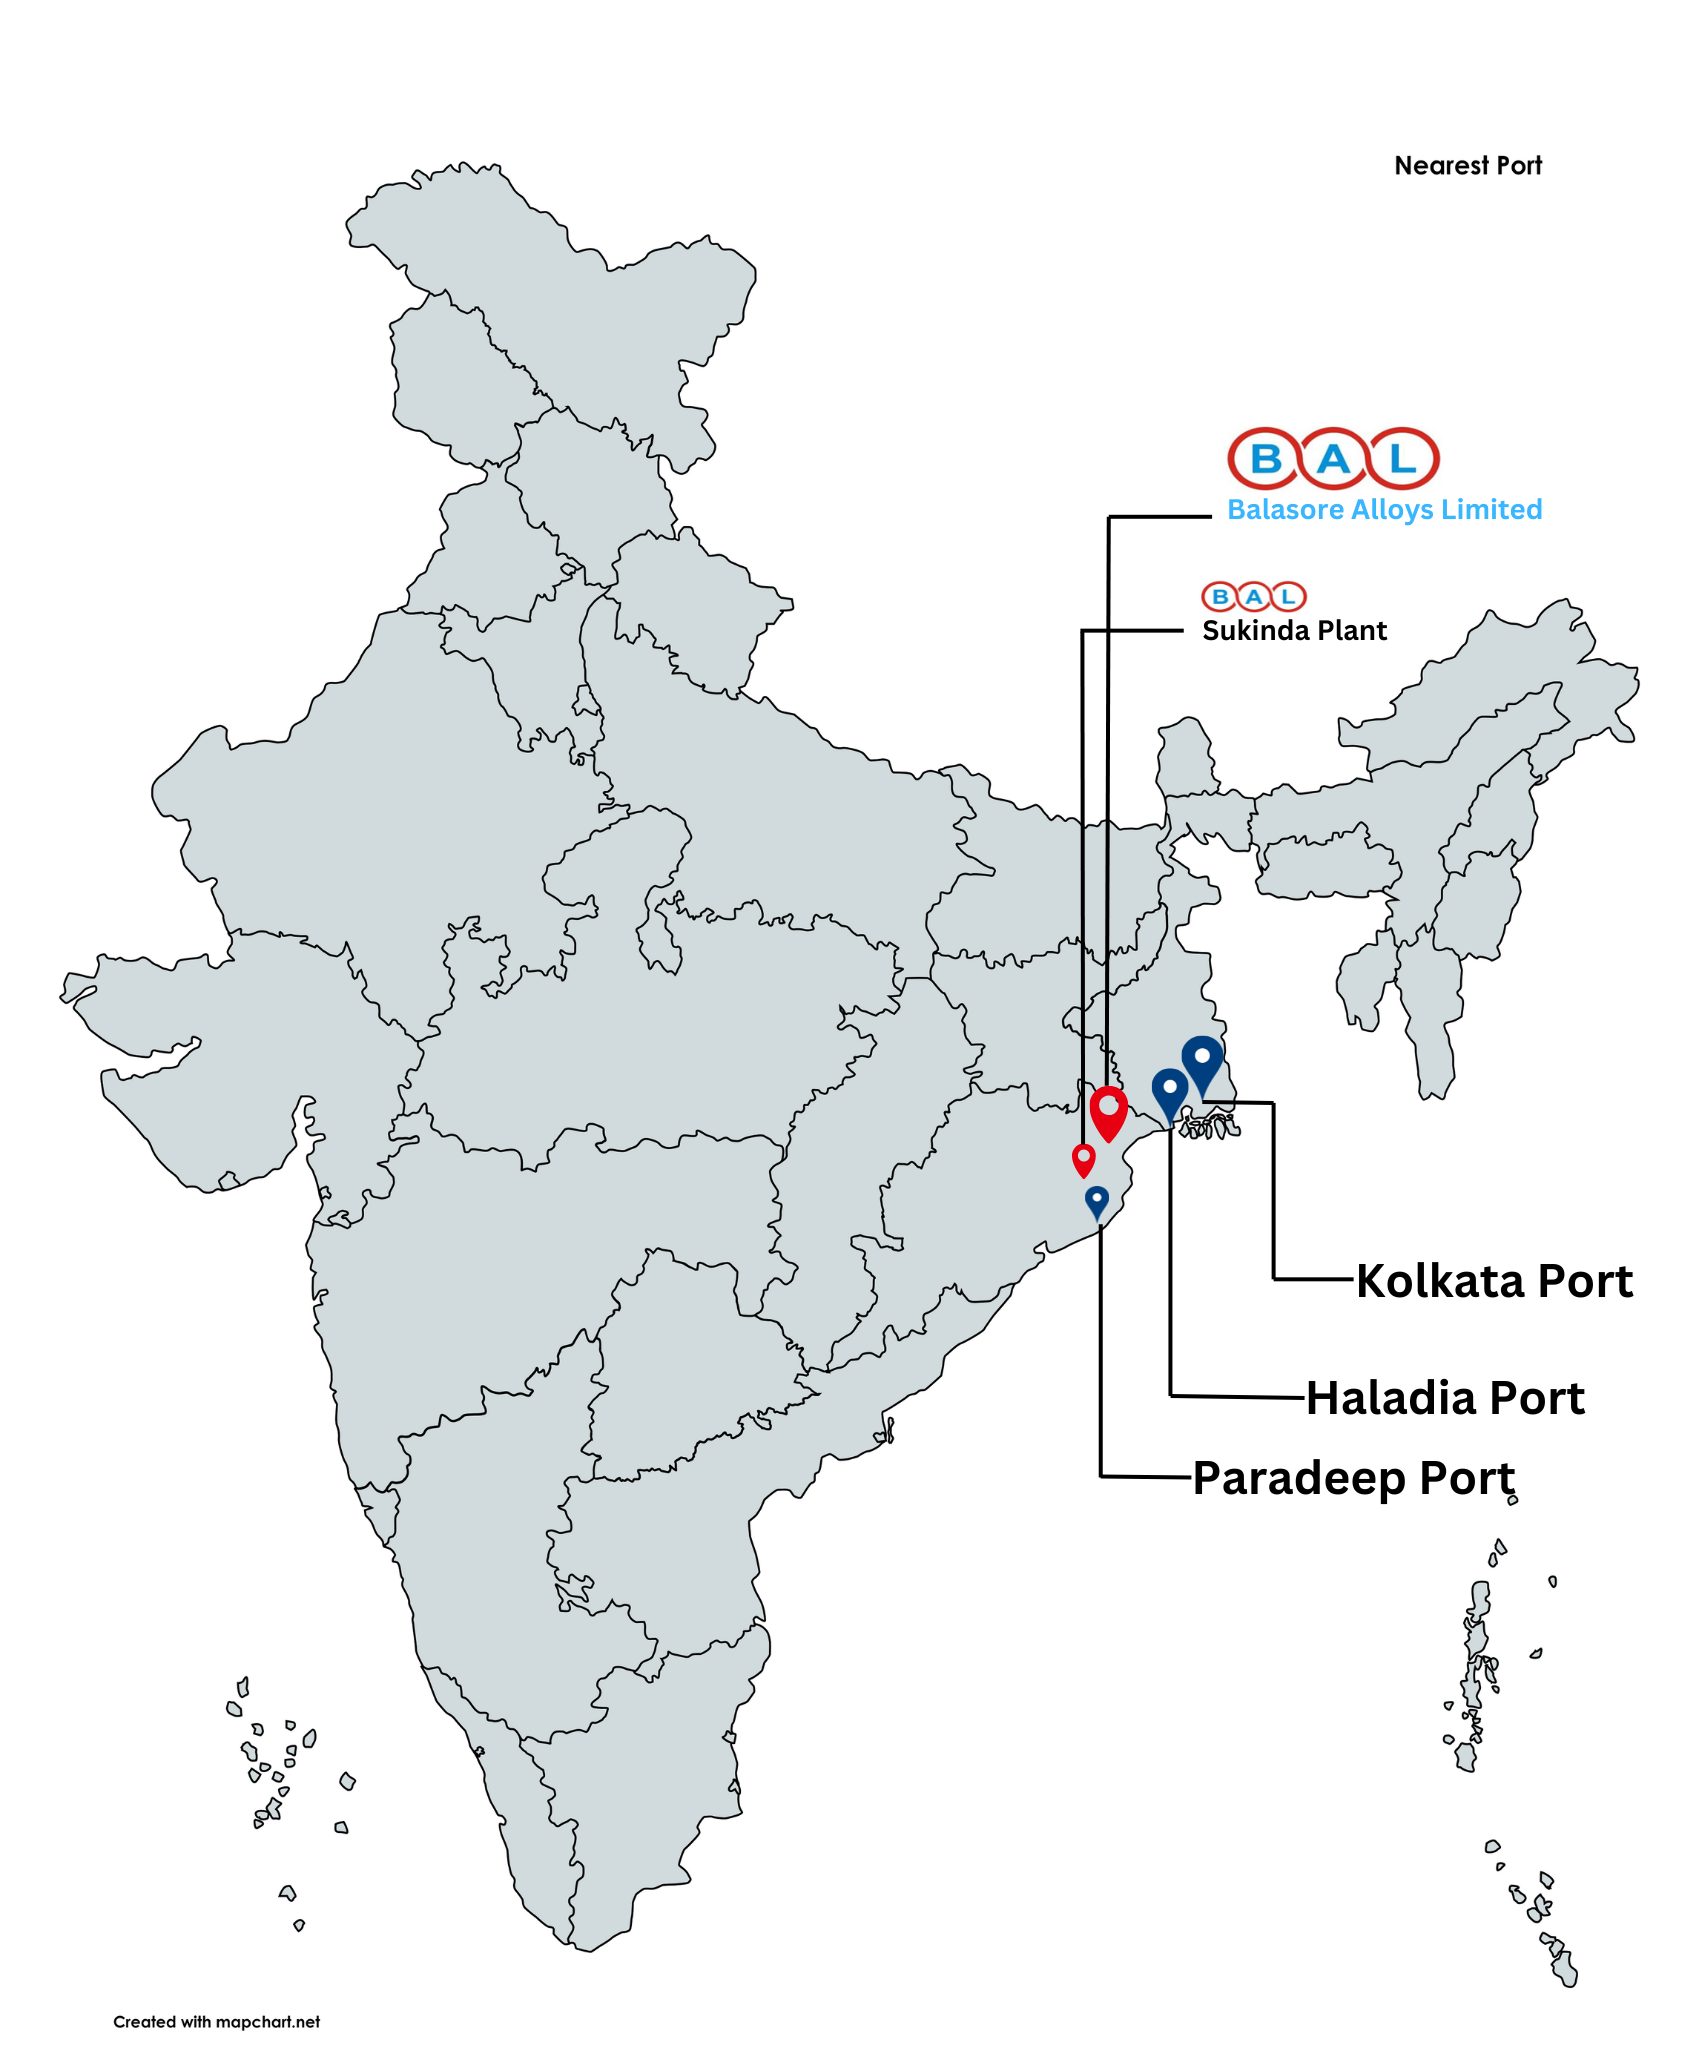 Nearest Port
BAL
Balasore Alloys Limited
BAL
Sukinda Plant
Kolkata Port
Haladia Port
Paradeep Port
Created with mapchart.net